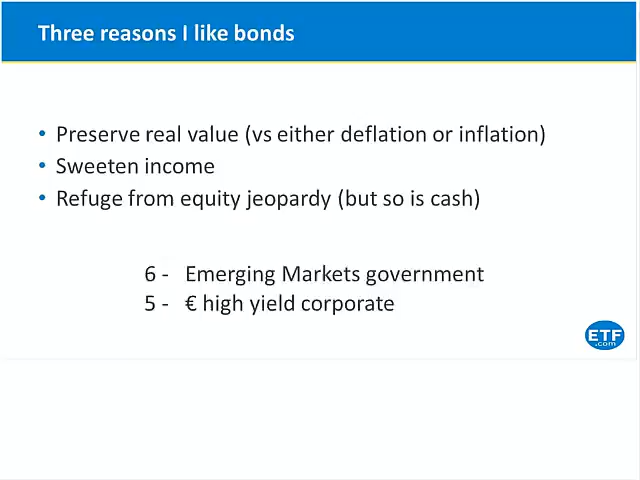 Three reasons I like bonds
• Preserve real value (vs either deflation or inflation)
• Sweeten income
• Refuge from equity jeopardy (but so is cash)
6 - Emerging Markets government
5 - € high yield corporate
ETF
.com